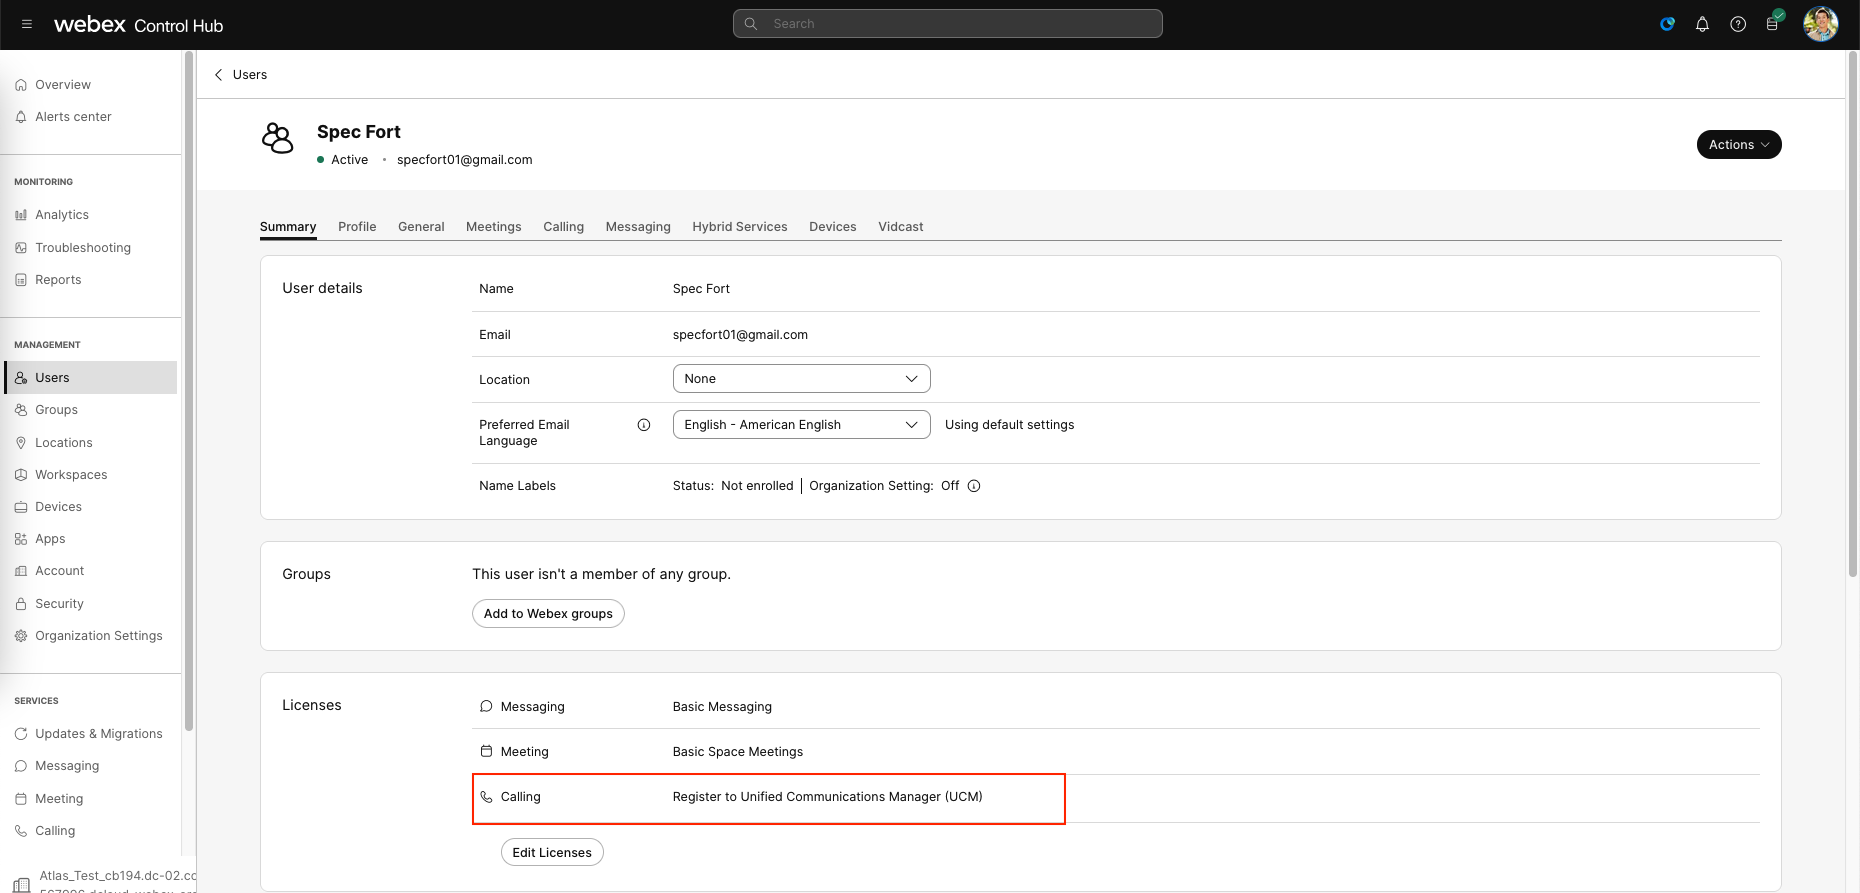 webex Control Hub
Search
Overview
Alerts center
MONITORING
Analytics
Troubleshooting
Reports
MANAGEMENT
Users
Groups
Locations
Workspaces
Devices
Apps
Account
Security
Organization Settings
SERVICES
Updates & Migrations
Messaging
Meeting
Calling
Atlas_Test_cb194.dc-02.cc
Users
Spec Fort
Active • specfort01@gmail.com
Actions
Summary Profile General Meetings Calling Messaging Hybrid Services Devices Vidcast
User details
Name Spec Fort
Email specfort01@gmail.com
Location None
Preferred Email Language English - American English Using default settings
Name Labels Status: Not enrolled | Organization Setting: Off
Groups
This user isn't a member of any group.
Add to Webex groups
Licenses
Messaging Basic Messaging
Meeting Basic Space Meetings
Calling Register to Unified Communications Manager (UCM)
Edit Licenses